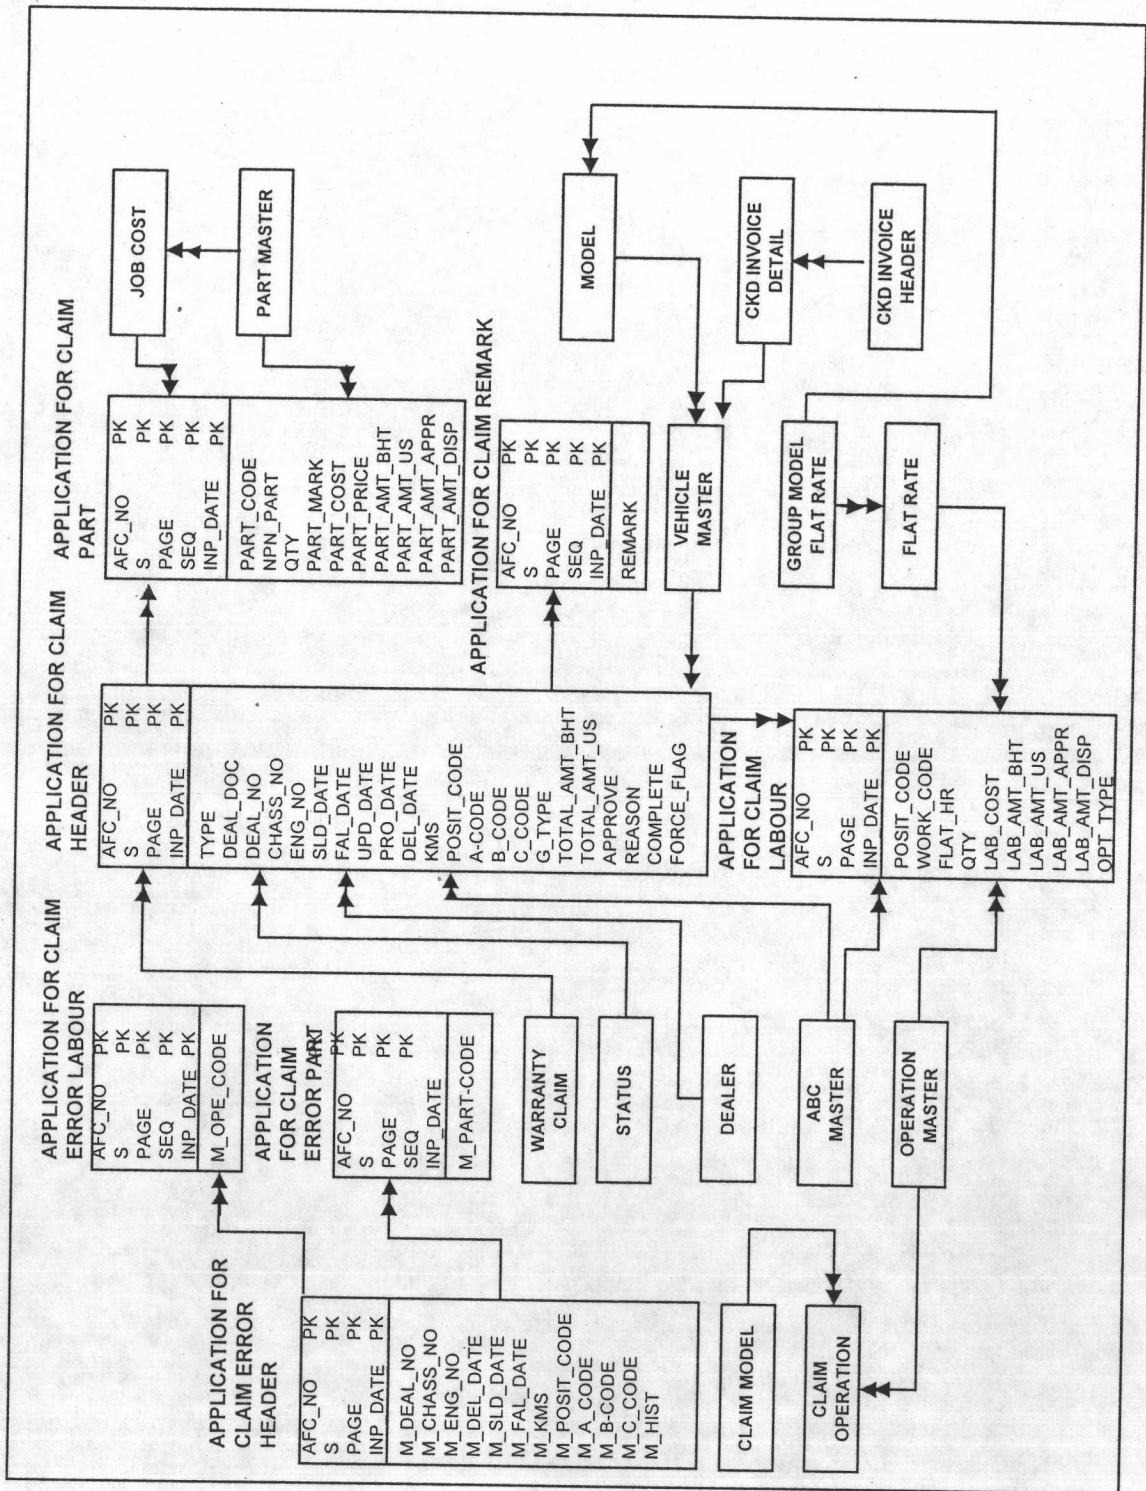 APPLICATION FOR CLAIM
ERROR LABOUR
AFC_NO PK
S PK
PAGE PK
SEQ PK
INP_DATE PK
M_OPE_CODE
APPLICATION FOR CLAIM
HEADER
AFC_NO PK
S PK
PAGE PK
INP_DATE PK
TYPE
DEAL_DOC
DEAL_NO
CHASS_NO
ENG_NO
SLD_DATE
FAL_DATE
UPD_DATE
PRO_DATE
DEL_DATE
KMS
POSIT_CODE
A-CODE
B_CODE
C_CODE
G_TYPE
TOTAL_AMT_BHT
TOTAL_AMT_US
APPROVE
REASON
COMPLETE
FORCE_FLAG
APPLICATION FOR CLAIM
PART
AFC_NO PK
S PK
PAGE PK
SEQ PK
INP_DATE PK
PART_CODE
NPN_PART
QTY
PART_MARK
PART_COST
PART_PRICE
PART_AMT_BHT
PART_AMT_US
PART_AMT_APPR
PART_AMT_DISP
JOB COST
PART MASTER
APPLICATION FOR
CLAIM ERROR
HEADER
AFC_NO PK
S PK
PAGE PK
INP_DATE PK
M_DEAL_NO
M_CHASS_NO
M_ENG_NO
M_DEL_DATE
M_SLD_DATE
M_FAL_DATE
M_KMS
M_POSIT_CODE
M_A_CODE
M_B-CODE
M_C_CODE
M_HIST
APPLICATION
FOR CLAIM
ERROR PART
AFC_NO PK
S PK
PAGE PK
SEQ PK
INP_DATE PK
M_PART-CODE
APPLICATION FOR CLAIM REMARK
AFC_NO PK
S PK
PAGE PK
SEQ PK
INP_DATE PK
REMARK
WARRANTY
CLAIM
STATUS
DEALER
ABC
MASTER
OPERATION
MASTER
CLAIM MODEL
CLAIM
OPERATION
VEHICLE
MASTER
MODEL
CKD INVOICE
DETAIL
CKD INVOICE
HEADER
GROUP MODEL
FLAT RATE
FLAT RATE
APPLICATION
FOR CLAIM
LABOUR
AFC_NO PK
S PK
PAGE PK
INP_DATE PK
POSIT_CODE
WORK_CODE
FLAT_HR
QTY
LAB_COST
LAB_AMT_BHT
LAB_AMT_US
LAB_AMT_APPR
LAB_AMT_DISP
OPT_TYPE